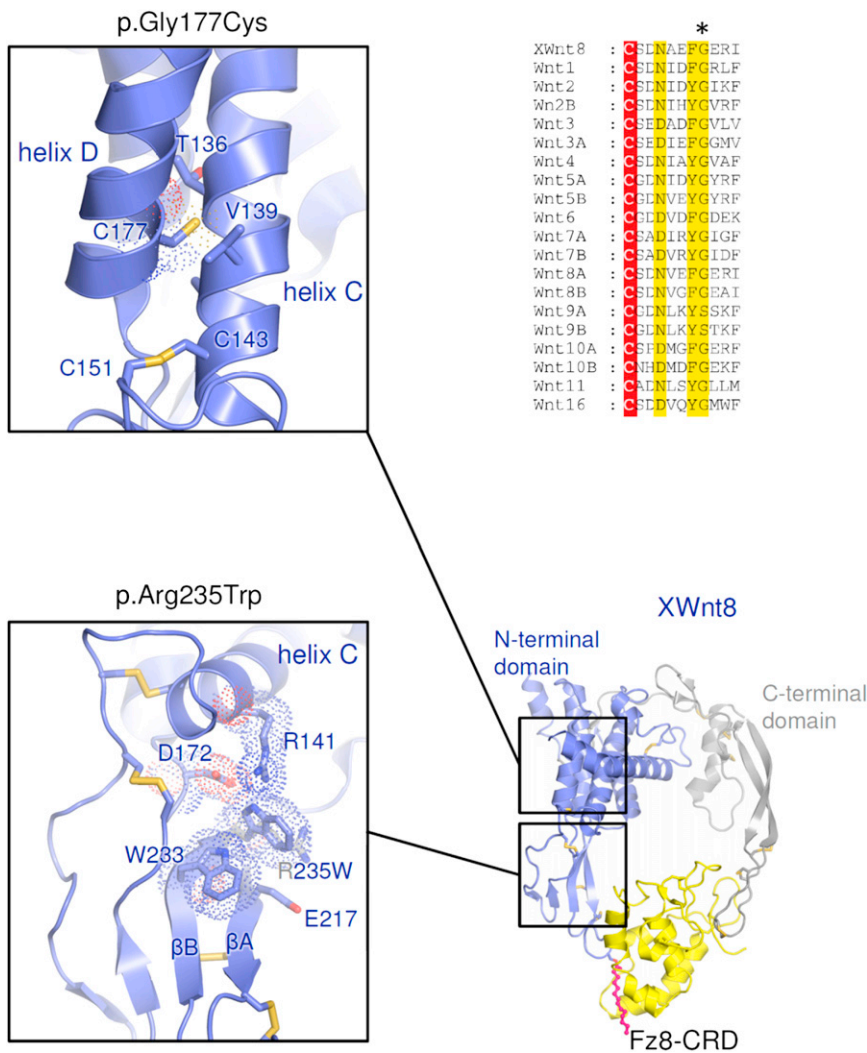 p.Gly177Cys
helix D
T136
C177
V139
helix C
C143
C151
*
XWnt8 : CSDNAEFGERI
Wnt1 : CSDNIDFGRLF
Wnt2 : CSDNIDYGIKF
Wn2B : CSDNIHYGVRF
Wnt3 : CSEDADFGVLV
Wnt3A : CSEDIEFGGMV
Wnt4 : CSDNIAYGVAF
Wnt5A : CGDNIDYGYRF
Wnt5B : CGDNVEYGYRF
Wnt6 : CGDDVDFGDEK
Wnt7A : CSADIRYGIGF
Wnt7B : CSADVRYGIDF
Wnt8A : CSDNVEFGERI
Wnt8B : CSDNVGFGEAI
Wnt9A : CGDNLKYSSKF
Wnt9B : CGDNLKYSTKF
Wnt10A : CSPDMGFGERF
Wnt10B : CNHDMDFGEKF
Wnt11 : CADNLSYGLLM
Wnt16 : CSDDVQYGMWF
p.Arg235Trp
helix C
D172
R141
W233
R235W
E217
βB
βA
XWnt8
N-terminal
domain
C-terminal
domain
Fz8-CRD